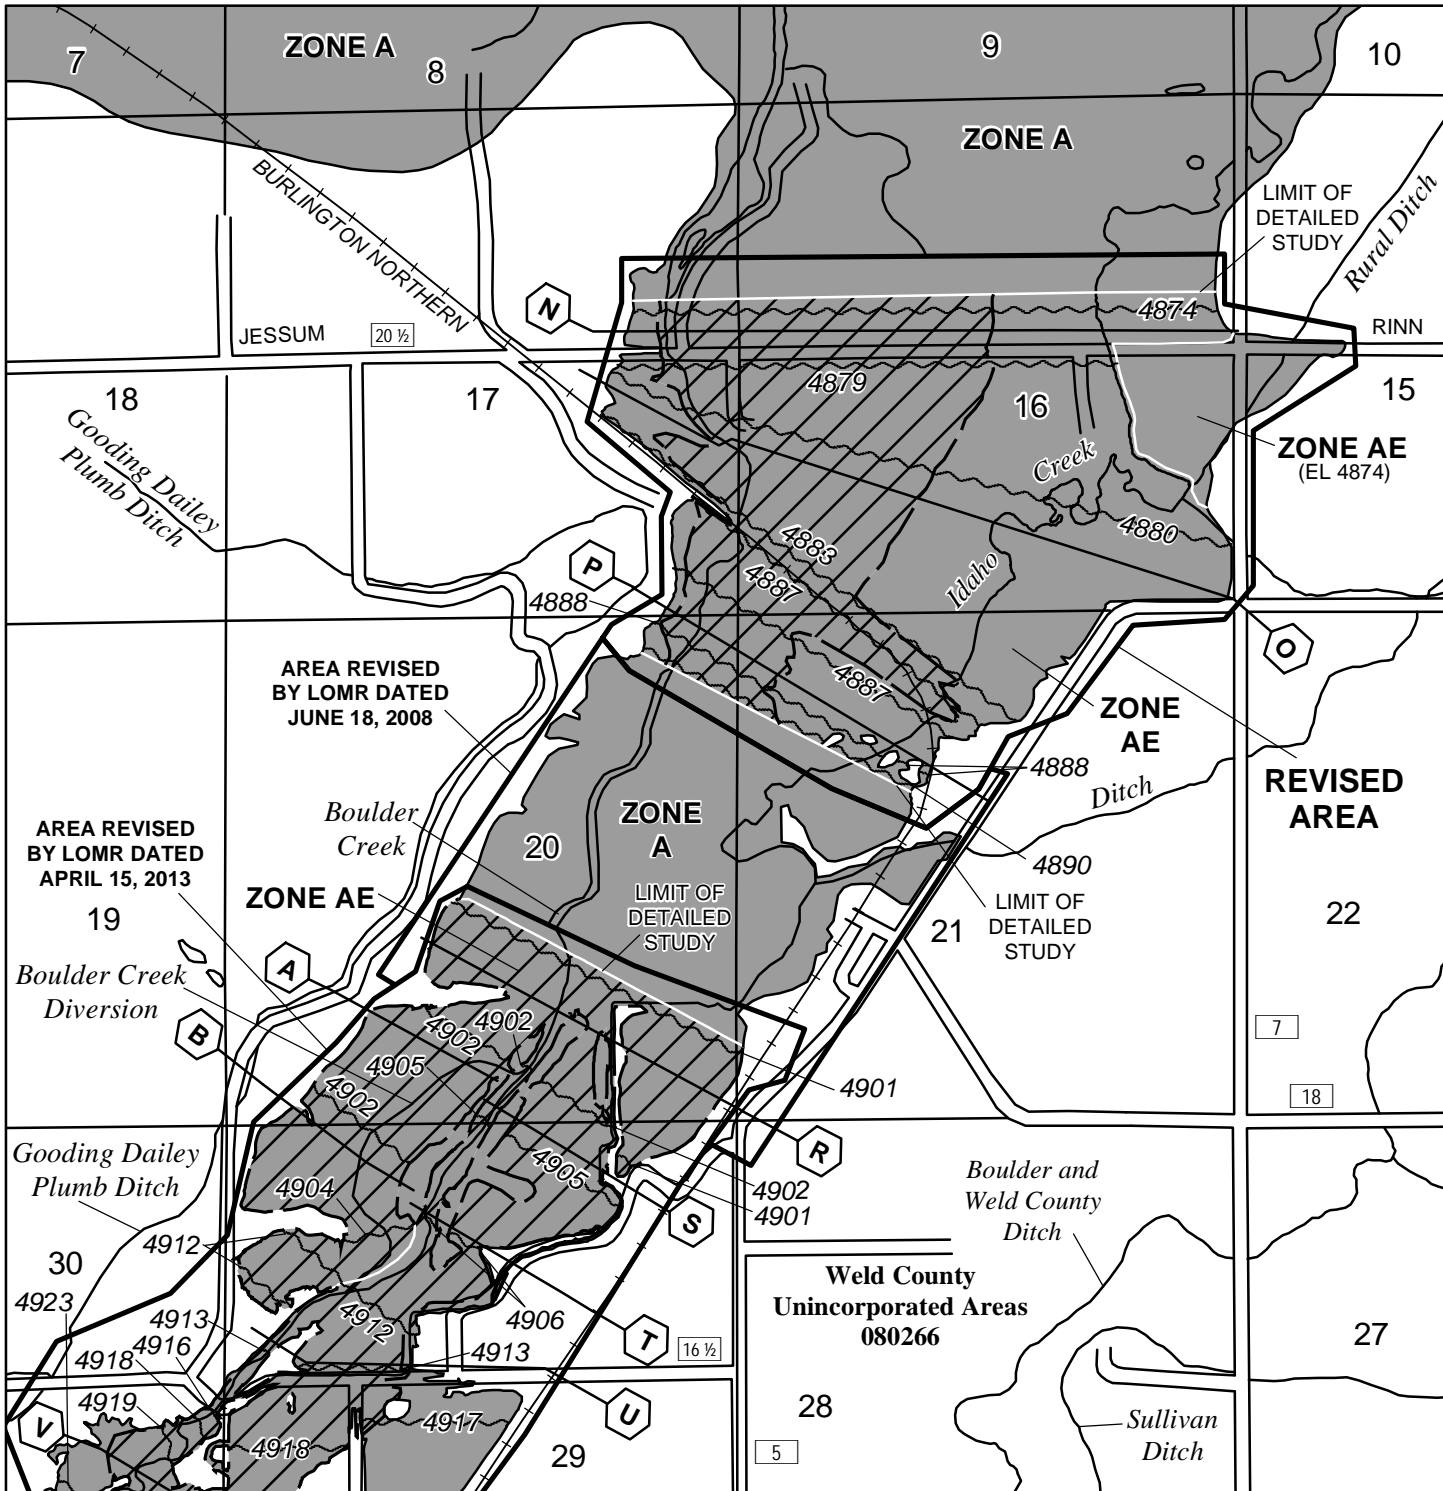 7
ZONE A
8
9
10
ZONE A
BURLINGTON NORTHERN
LIMIT OF
DETAILED
STUDY
Rural Ditch
N
4874
JESSUM
20 ½
RINN
18
17
4879
16
15
Gooding Dailey
Plumb Ditch
Creek
ZONE AE
(EL 4874)
4880
4883
P
4887
Idaho
4888
O
AREA REVISED
BY LOMR DATED
JUNE 18, 2008
4887
ZONE
AE
4888
Ditch
REVISED
AREA
Boulder
Creek
ZONE
A
AREA REVISED
BY LOMR DATED
APRIL 15, 2013
20
4890
ZONE AE
LIMIT OF
DETAILED
STUDY
LIMIT OF
DETAILED
STUDY
19
21
22
Boulder Creek
Diversion
A
B
4902
4902
7
4905
4901
4902
18
Gooding Dailey
Plumb Ditch
R
4905
4904
4902
4901
Boulder and
Weld County
Ditch
S
4912
30
Weld County
Unincorporated Areas
080266
4923
4913
4916
4912
4906
T
16 ½
27
4918
4913
4919
U
V
4917
28
Sullivan
Ditch
4918
29
5